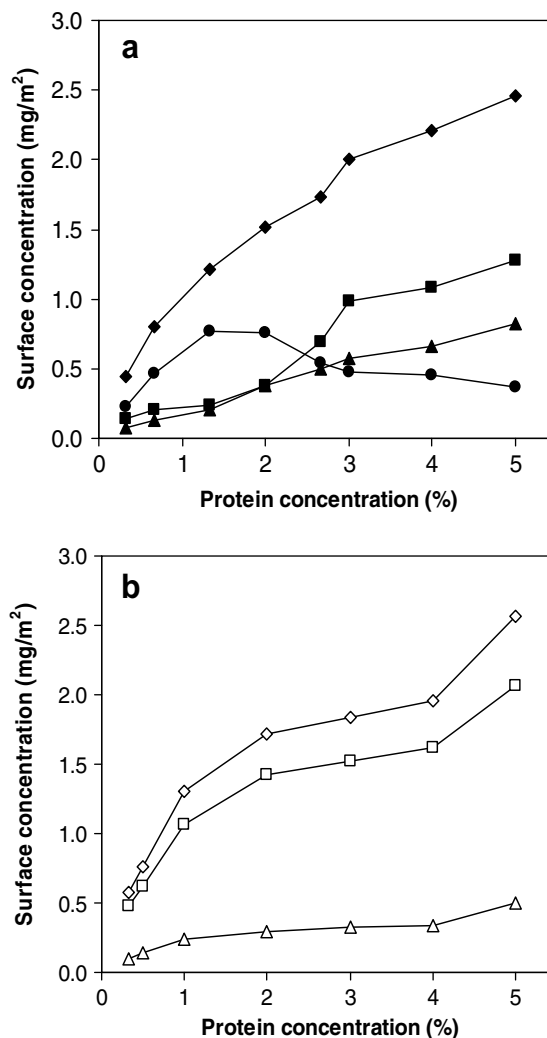 a
3.0
2.5
2.0
1.5
1.0
0.5
0.0
0 1 2 3 4 5
Surface concentration (mg/m²)
Protein concentration (%)
b
3.0
2.5
2.0
1.5
1.0
0.5
0.0
0 1 2 3 4 5
Surface concentration (mg/m²)
Protein concentration (%)